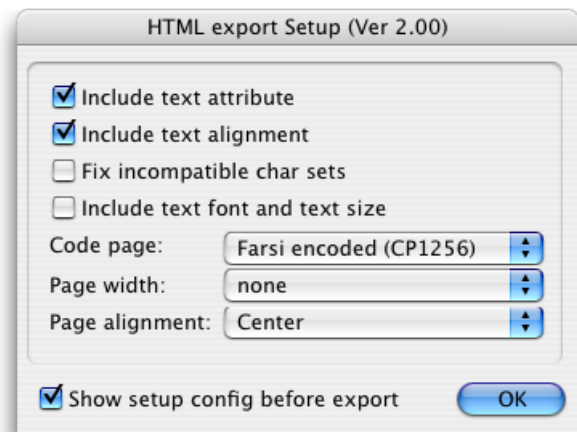 HTML export Setup (Ver 2.00)
Include text attribute
Include text alignment
Fix incompatible char sets
Include text font and text size
Code page: Farsi encoded (CP1256)
Page width: none
Page alignment: Center
Show setup config before export OK